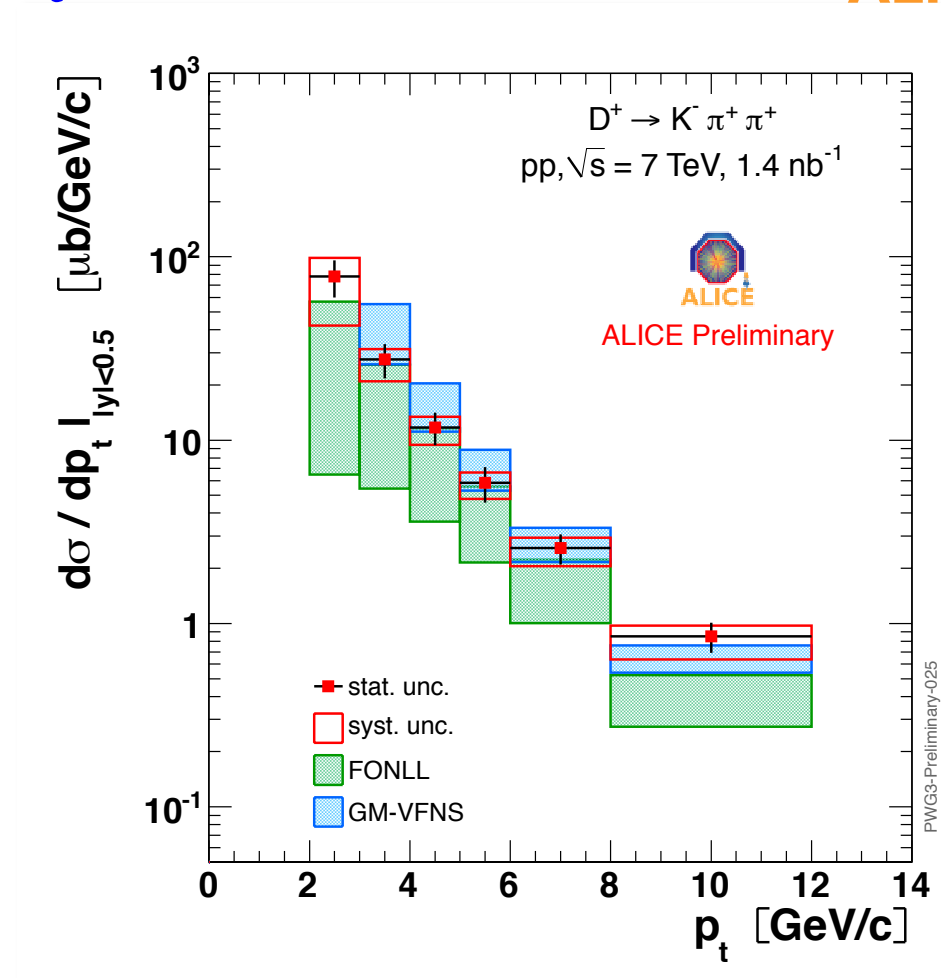 D⁺ → K⁻ π⁺ π⁺
pp, √s = 7 TeV, 1.4 nb⁻¹
ALICE
ALICE Preliminary
dσ / dp_t |_|y|<0.5 [μb/GeV/c]
10³
10²
10
1
10⁻¹
stat. unc.
syst. unc.
FONLL
GM-VFNS
0 2 4 6 8 10 12 14
p_t [GeV/c]
PWG3-Preliminary-025